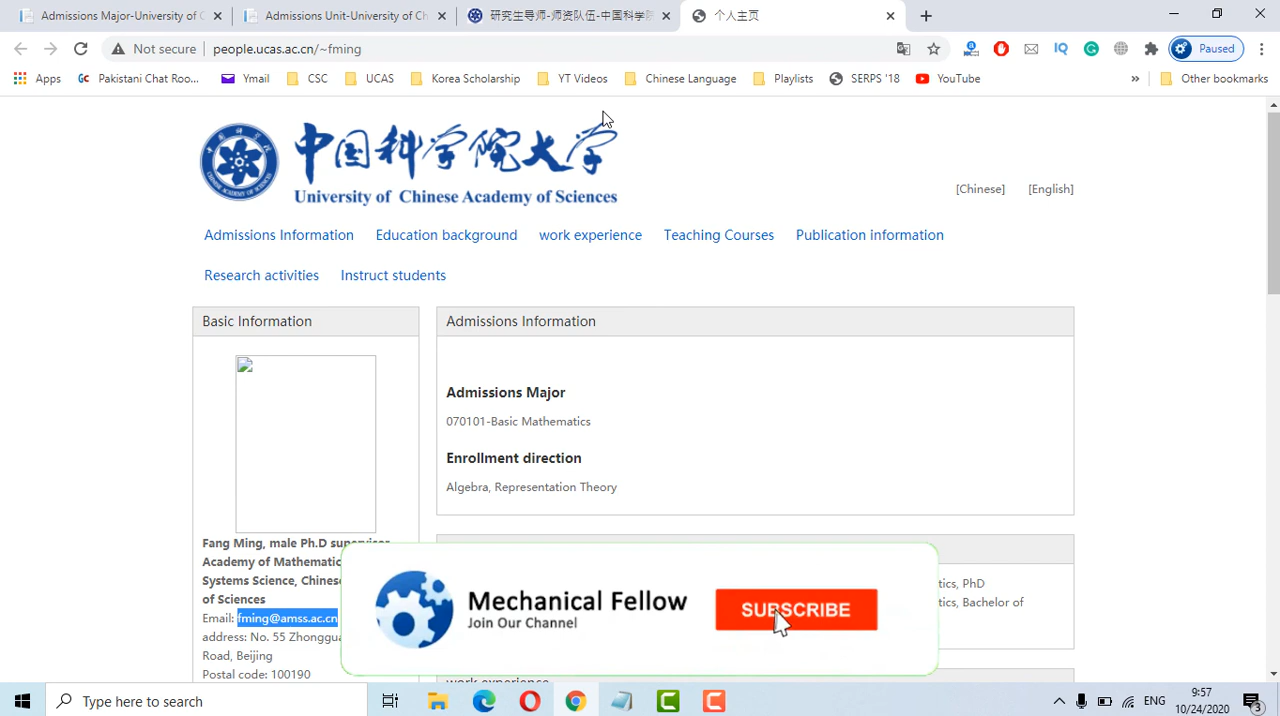 Admissions Major-University of C
Admissions Unit-University of Ch
研究生导师-师资队伍-中国科学院
个人主页
Not secure
people.ucas.ac.cn/~fming
IQ
Paused
Apps
Pakistani Chat Roo...
Ymail
CSC
UCAS
Korea Scholarship
YT Videos
Chinese Language
Playlists
SERPS '18
YouTube
»
Other bookmarks
中国科学院大学
University of Chinese Academy of Sciences
[Chinese]
[English]
Admissions Information
Education background
work experience
Teaching Courses
Publication information
Research activities
Instruct students
Basic Information
Admissions Information
Admissions Major
070101-Basic Mathematics
Enrollment direction
Algebra, Representation Theory
Fang Ming, male Ph.D supervisor
Academy of Mathematic
Systems Science, Chinese
of Sciences
Email: fming@amss.ac.cn
address: No. 55 Zhonggua
Road, Beijing
Postal code: 100190
tics, PhD
tics, Bachelor of
work experience
Mechanical Fellow
Join Our Channel
SUBSCRIBE
Type here to search
ENG
9:57
10/24/2020
3